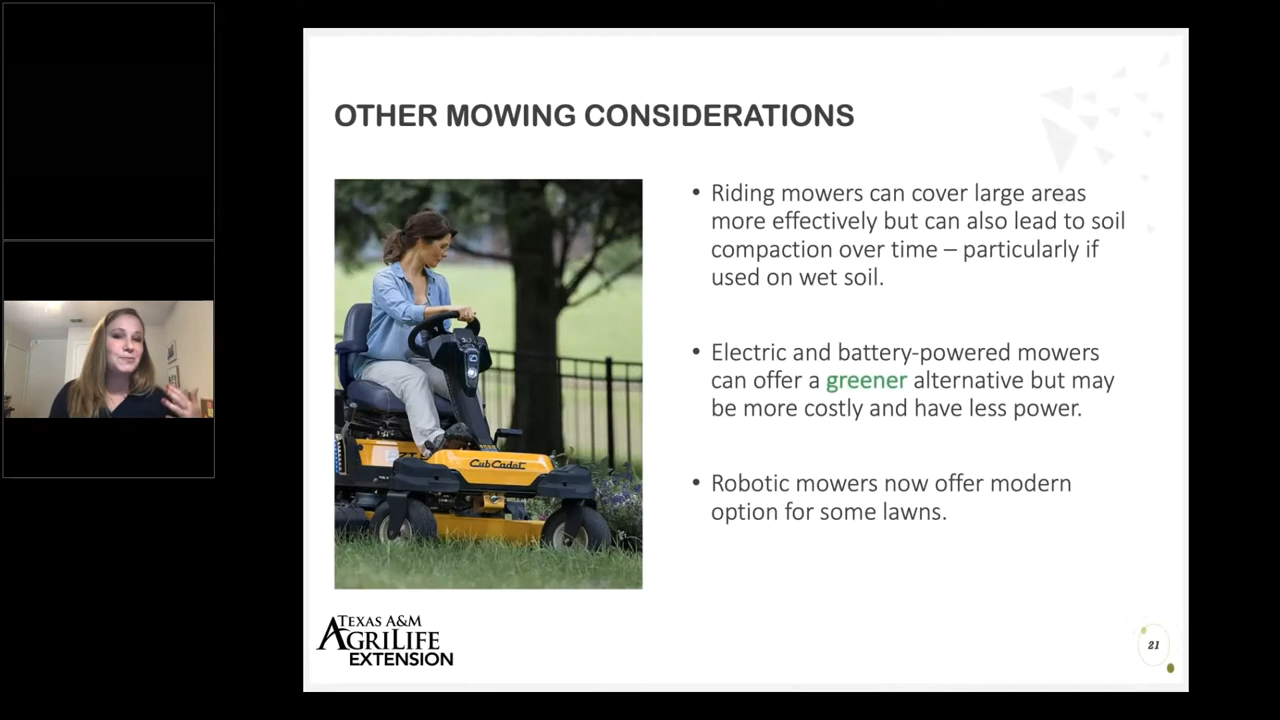 OTHER MOWING CONSIDERATIONS
• Riding mowers can cover large areas
more effectively but can also lead to soil
compaction over time – particularly if
used on wet soil.
• Electric and battery-powered mowers
can offer a greener alternative but may
be more costly and have less power.
• Robotic mowers now offer modern
option for some lawns.
Cub Cadet
TEXAS A&M
AGRILIFE
EXTENSION
21